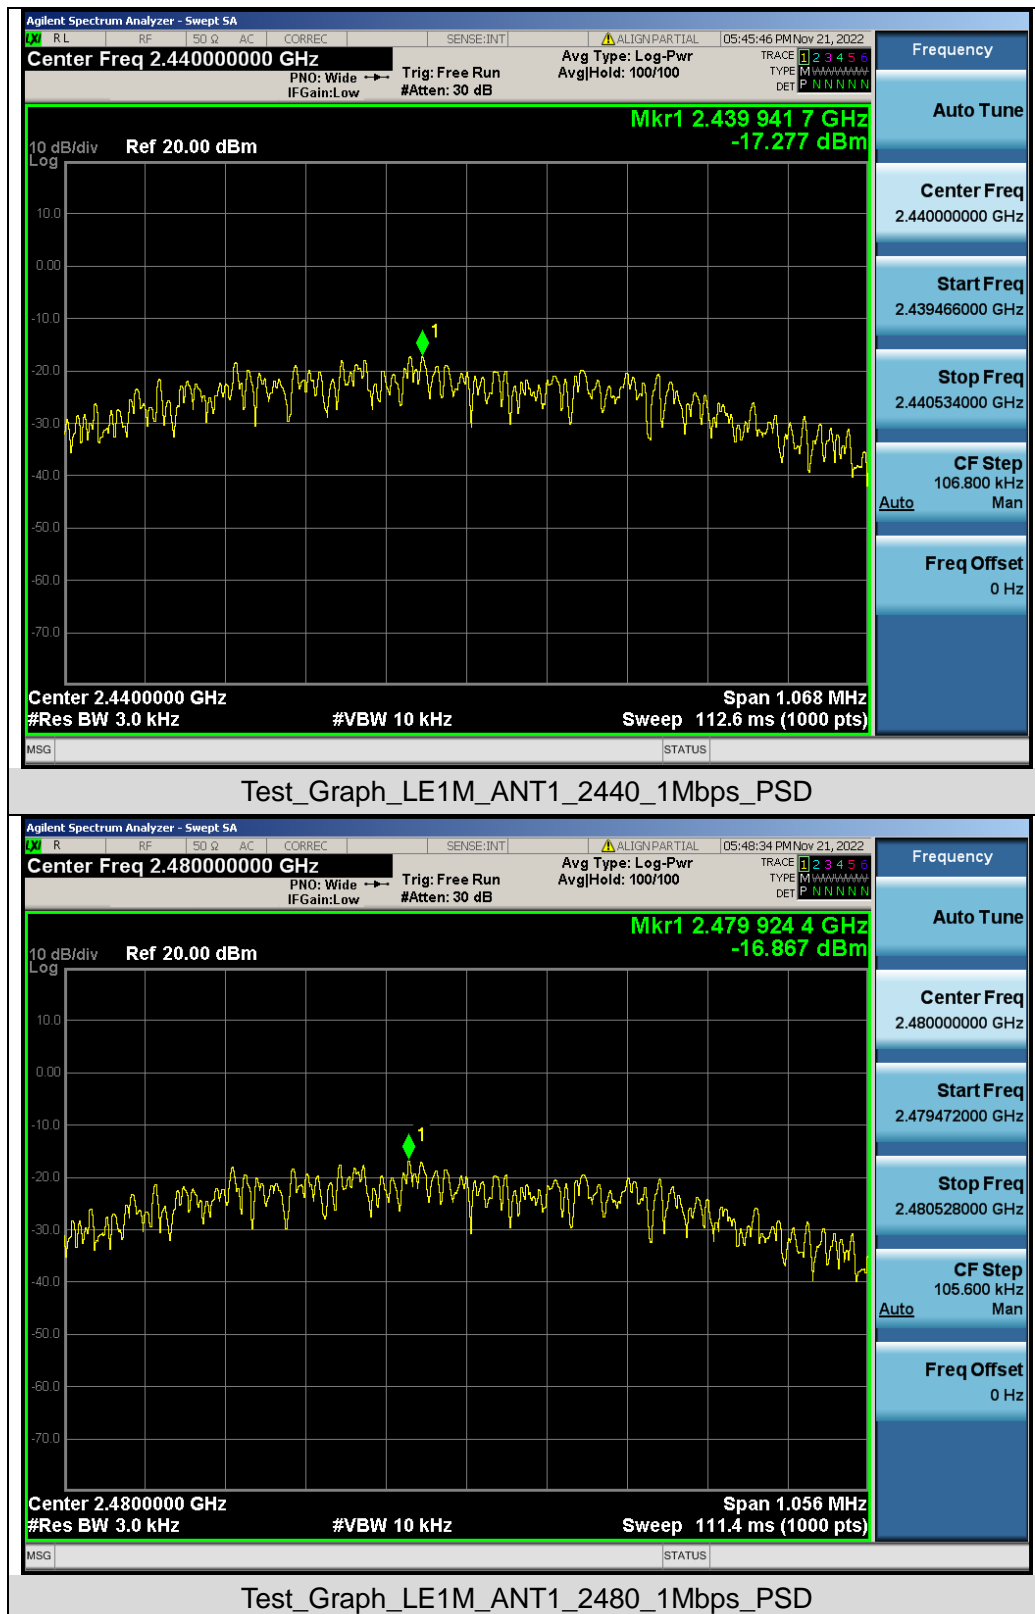 Agilent Spectrum Analyzer - Swept SA
LXI RL RF 50 Ω AC CORREC SENSE:INT ALIGN PARTIAL 05:45:46 PM Nov 21, 2022
Center Freq 2.440000000 GHz
PNO: Wide
IFGain:Low
Trig: Free Run
#Atten: 30 dB
Avg Type: Log-Pwr
Avg|Hold: 100/100
TRACE 1 2 3 4 5 6
TYPE M
DET P N N N N N
Mkr1 2.439 941 7 GHz
-17.277 dBm
10 dB/div Ref 20.00 dBm
Log
10.0
0.00
-10.0
1
-20.0
-30.0
-40.0
-50.0
-60.0
-70.0
Center 2.4400000 GHz Span 1.068 MHz
#Res BW 3.0 kHz #VBW 10 kHz Sweep 112.6 ms (1000 pts)
MSG STATUS
Frequency
Auto Tune
Center Freq
2.440000000 GHz
Start Freq
2.439466000 GHz
Stop Freq
2.440534000 GHz
CF Step
106.800 kHz
Auto Man
Freq Offset
0 Hz
Test_Graph_LE1M_ANT1_2440_1Mbps_PSD
Agilent Spectrum Analyzer - Swept SA
LXI R RF 50 Ω AC CORREC SENSE:INT ALIGN PARTIAL 05:48:34 PM Nov 21, 2022
Center Freq 2.480000000 GHz
PNO: Wide
IFGain:Low
Trig: Free Run
#Atten: 30 dB
Avg Type: Log-Pwr
Avg|Hold: 100/100
TRACE 1 2 3 4 5 6
TYPE M
DET P N N N N N
Mkr1 2.479 924 4 GHz
-16.867 dBm
10 dB/div Ref 20.00 dBm
Log
10.0
0.00
-10.0
1
-20.0
-30.0
-40.0
-50.0
-60.0
-70.0
Center 2.4800000 GHz Span 1.056 MHz
#Res BW 3.0 kHz #VBW 10 kHz Sweep 111.4 ms (1000 pts)
MSG STATUS
Frequency
Auto Tune
Center Freq
2.480000000 GHz
Start Freq
2.479472000 GHz
Stop Freq
2.480528000 GHz
CF Step
105.600 kHz
Auto Man
Freq Offset
0 Hz
Test_Graph_LE1M_ANT1_2480_1Mbps_PSD